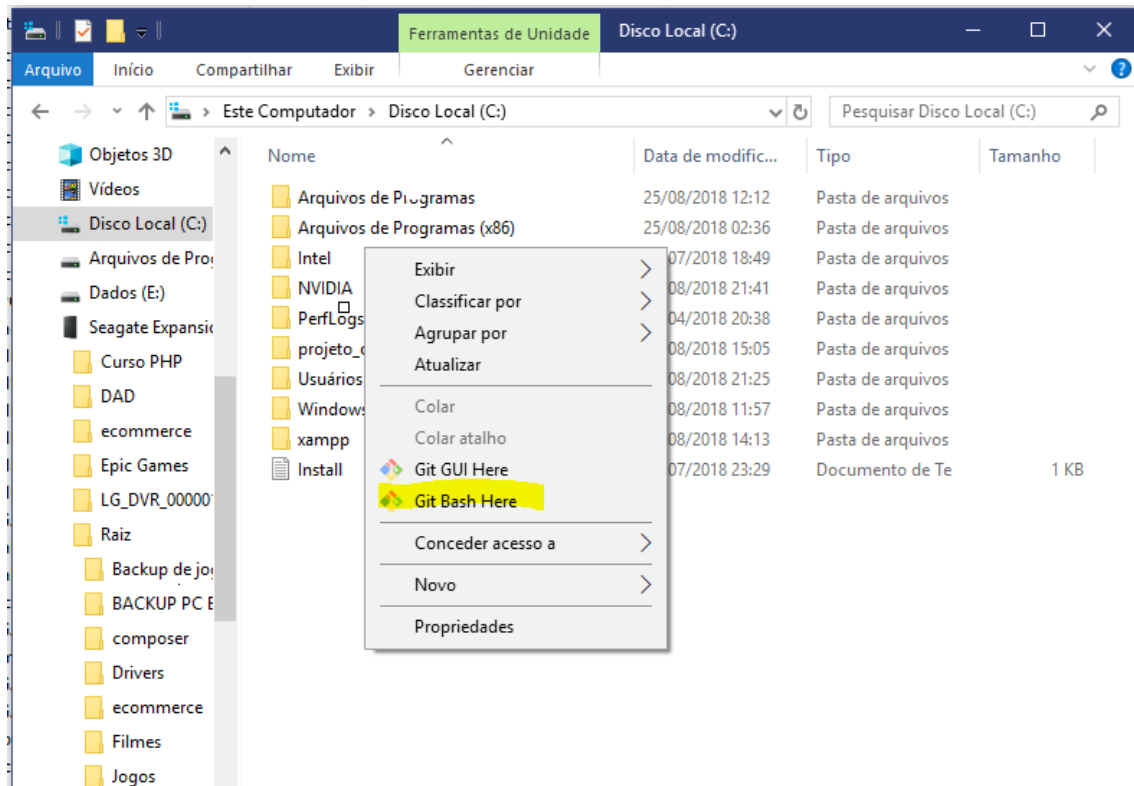 Ferramentas de Unidade Disco Local (C:)
Arquivo Início Compartilhar Exibir Gerenciar
Este Computador Disco Local (C:) Pesquisar Disco Local (C:)
Nome Data de modific... Tipo Tamanho
Objetos 3D
Vídeos
Disco Local (C:)
Arquivos de Pro
Dados (E:)
Seagate Expansi
Curso PHP
DAD
ecommerce
Epic Games
LG_DVR_00000
Raiz
Backup de jo
BACKUP PC E
composer
Drivers
ecommerce
Filmes
Jogos
Arquivos de Programas 25/08/2018 12:12 Pasta de arquivos
Arquivos de Programas (x86) 25/08/2018 02:36 Pasta de arquivos
Intel 07/2018 18:49 Pasta de arquivos
NVIDIA 08/2018 21:41 Pasta de arquivos
PerfLogs 04/2018 20:38 Pasta de arquivos
projeto_ 08/2018 15:05 Pasta de arquivos
Usuários 08/2018 21:25 Pasta de arquivos
Windows 08/2018 11:57 Pasta de arquivos
xampp 08/2018 14:13 Pasta de arquivos
Install 07/2018 23:29 Documento de Te 1 KB
Exibir
Classificar por
Agrupar por
Atualizar
Colar
Colar atalho
Git GUI Here
Git Bash Here
Conceder acesso a
Novo
Propriedades